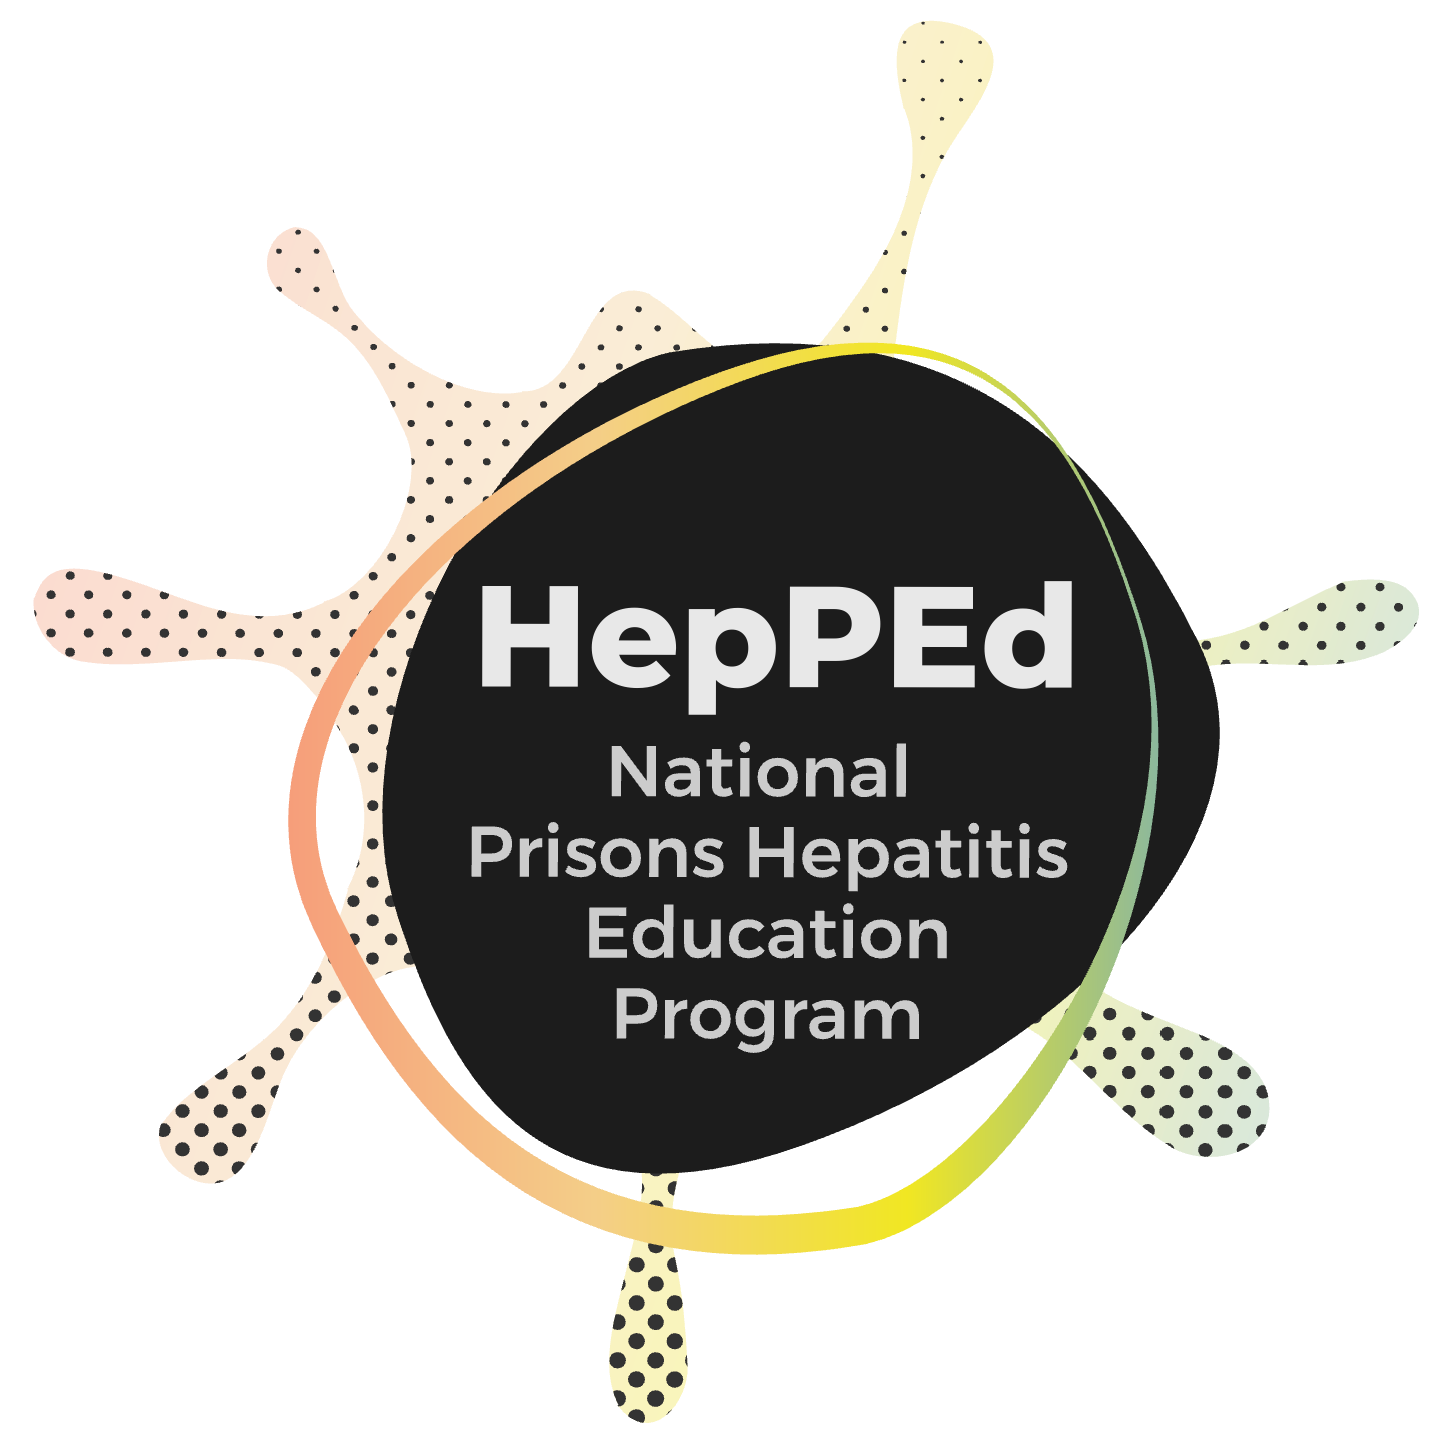 HepPEd
National
Prisons Hepatitis
Education
Program